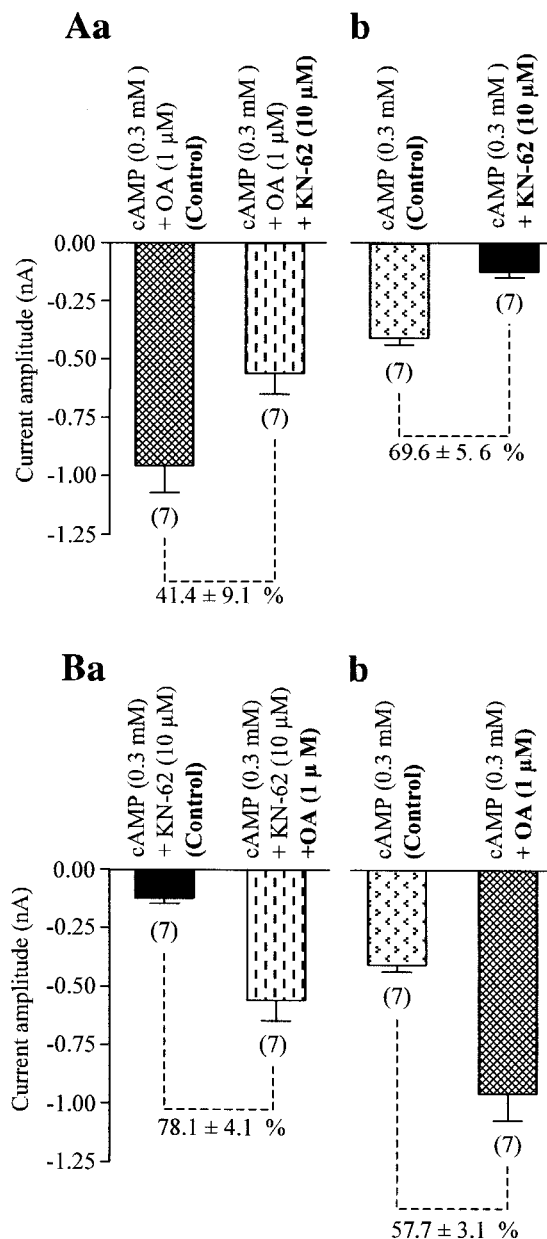 Aa
b
cAMP (0.3 mM )
+ OA (1 μM)
(Control)
cAMP (0.3 mM )
+ OA (1 μM)
+ KN-62 (10 μM)
cAMP (0.3 mM )
cAMP (0.3 mM )
+ KN-62 (10 μM)
Current amplitude (nA)
0.00
-0.25
-0.50
-0.75
-1.00
-1.25
(7)
(7)
(7)
(7)
41.4 ± 9.1 %
69.6 ± 5. 6 %
Ba
b
cAMP (0.3 mM)
+ KN-62 (10 μM)
(Control)
cAMP (0.3 mM)
+ KN-62 (10 μM)
+OA (1 μ M)
cAMP (0.3 mM)
(Control)
cAMP (0.3 mM)
+ OA (1 μM)
Current amplitude (nA)
0.00
-0.25
-0.50
-0.75
-1.00
-1.25
(7)
(7)
(7)
(7)
78.1 ± 4.1 %
57.7 ± 3.1 %